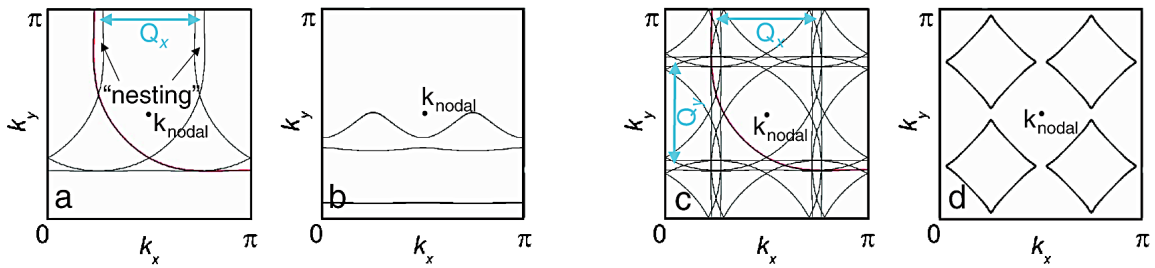 π
Q_x
"nesting"
k_nodal
k_y
a
0
k_x
π
π
k_nodal
k_y
b
0
k_x
π
π
Q_x
Q_y
k_nodal
k_y
c
0
k_x
π
π
k_nodal
k_y
d
0
k_x
π